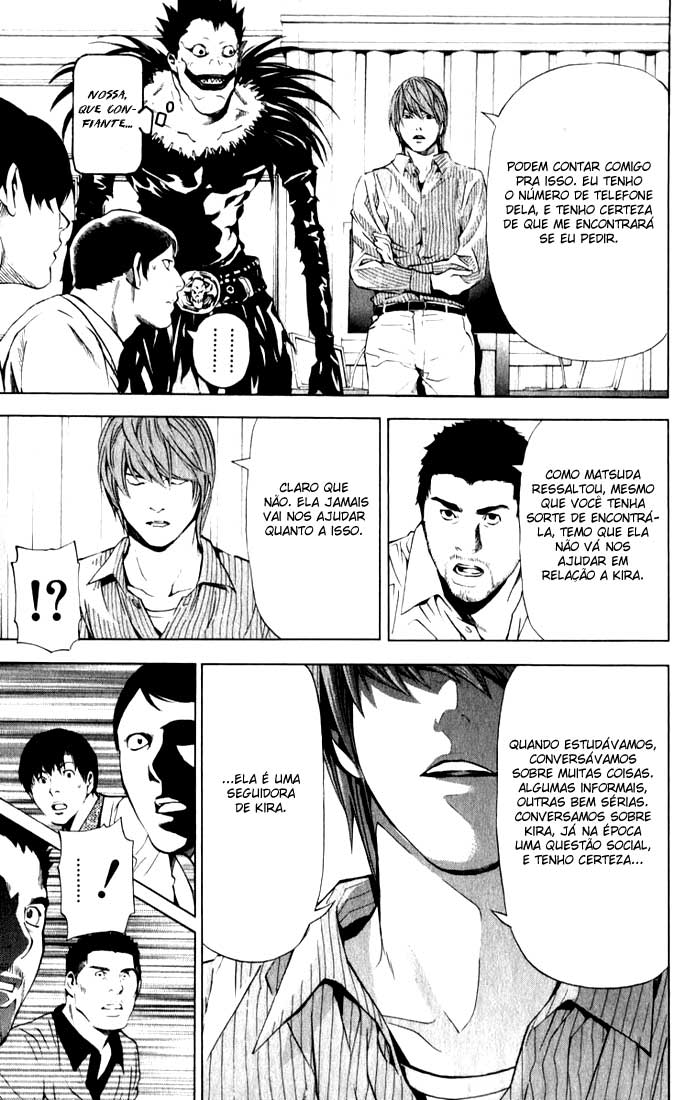 PODEM CONTAR COMIGO
PRA ISSO. EU TENHO
O NÚMERO DE TELEFONE
DELA, E TENHO CERTEZA
DE QUE ME ENCONTRARÁ
SE EU PEDIR.
NOSSA,
QUE CON-
FIANTE...
........
COMO MATSUDA
RESSALTOU, MESMO
QUE VOCÊ TENHA
SORTE DE ENCONTRÁ-
LA, TEMO QUE ELA
NÃO VÁ NOS
AJUDAR EM
RELAÇÃO A KIRA.
CLARO QUE
NÃO. ELA JAMAIS
VAI NOS AJUDAR
QUANTO A ISSO.
!?
QUANDO ESTUDÁVAMOS,
CONVERSÁVAMOS
SOBRE MUITAS COISAS.
ALGUMAS INFORMAIS,
OUTRAS BEM SÉRIAS.
CONVERSAMOS SOBRE
KIRA, JÁ NA ÉPOCA
UMA QUESTÃO SOCIAL,
E TENHO CERTEZA...
...ELA É UMA
SEGUIDORA
DE KIRA.
...!